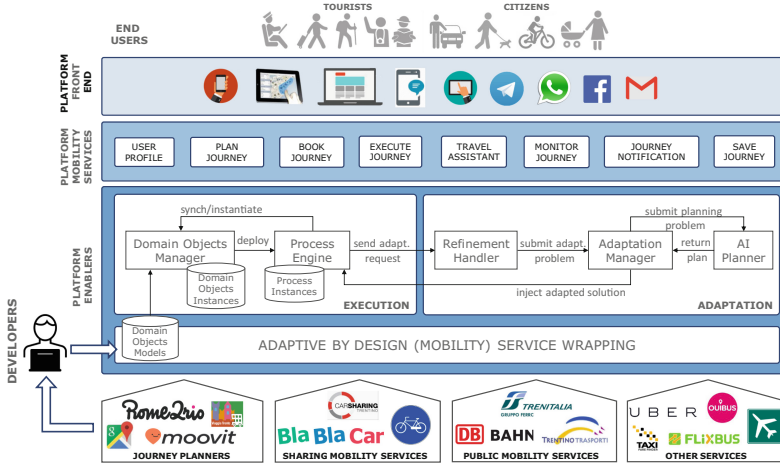 TOURISTS
CITIZENS
END
USERS
PLATFORM
FRONT
END
PLATFORM
MOBILITY
SERVICES
USER
PROFILE
PLAN
JOURNEY
BOOK
JOURNEY
EXECUTE
JOURNEY
TRAVEL
ASSISTANT
MONITOR
JOURNEY
JOURNEY
NOTIFICATION
SAVE
JOURNEY
PLATFORM
ENABLERS
synch/instantiate
Domain Objects
Manager
deploy
Process
Engine
Domain
Objects
Instances
Process
Instances
EXECUTION
send adapt.
request
Refinement
Handler
submit adapt.
problem
Adaptation
Manager
submit planning
problem
return
plan
AI
Planner
inject adapted solution
ADAPTATION
DEVELOPERS
Domain
Objects
Models
ADAPTIVE BY DESIGN (MOBILITY) SERVICE WRAPPING
Rome2rio
moovit
JOURNEY PLANNERS
CARSHARING
TRENTINO
Bla Bla Car
SHARING MOBILITY SERVICES
TRENITALIA
GRUPPO FERROVIE
DB BAHN
TRENTINO TRASPORTI
PUBLIC MOBILITY SERVICES
UBER
OUIBUS
TAXI
FLiXBUS
OTHER SERVICES